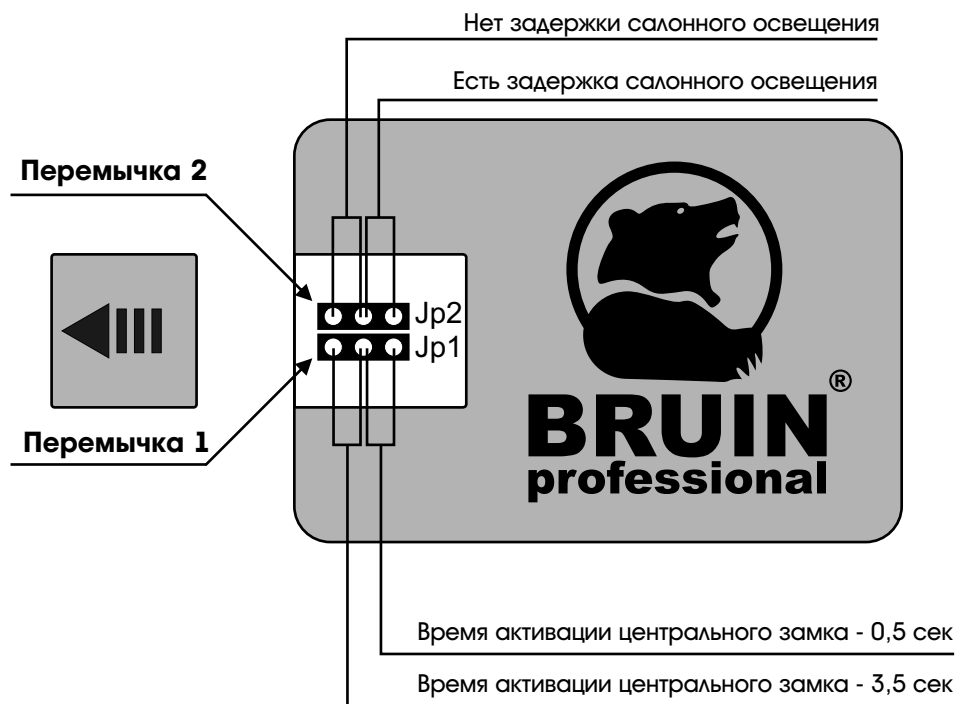 Нет задержки салонного освещения
Есть задержка салонного освещения
Перемычка 2
Jp2
Jp1
®
Перемычка 1
BRUIN
professional
Время активации центрального замка - 0,5 сек
Время активации центрального замка - 3,5 сек